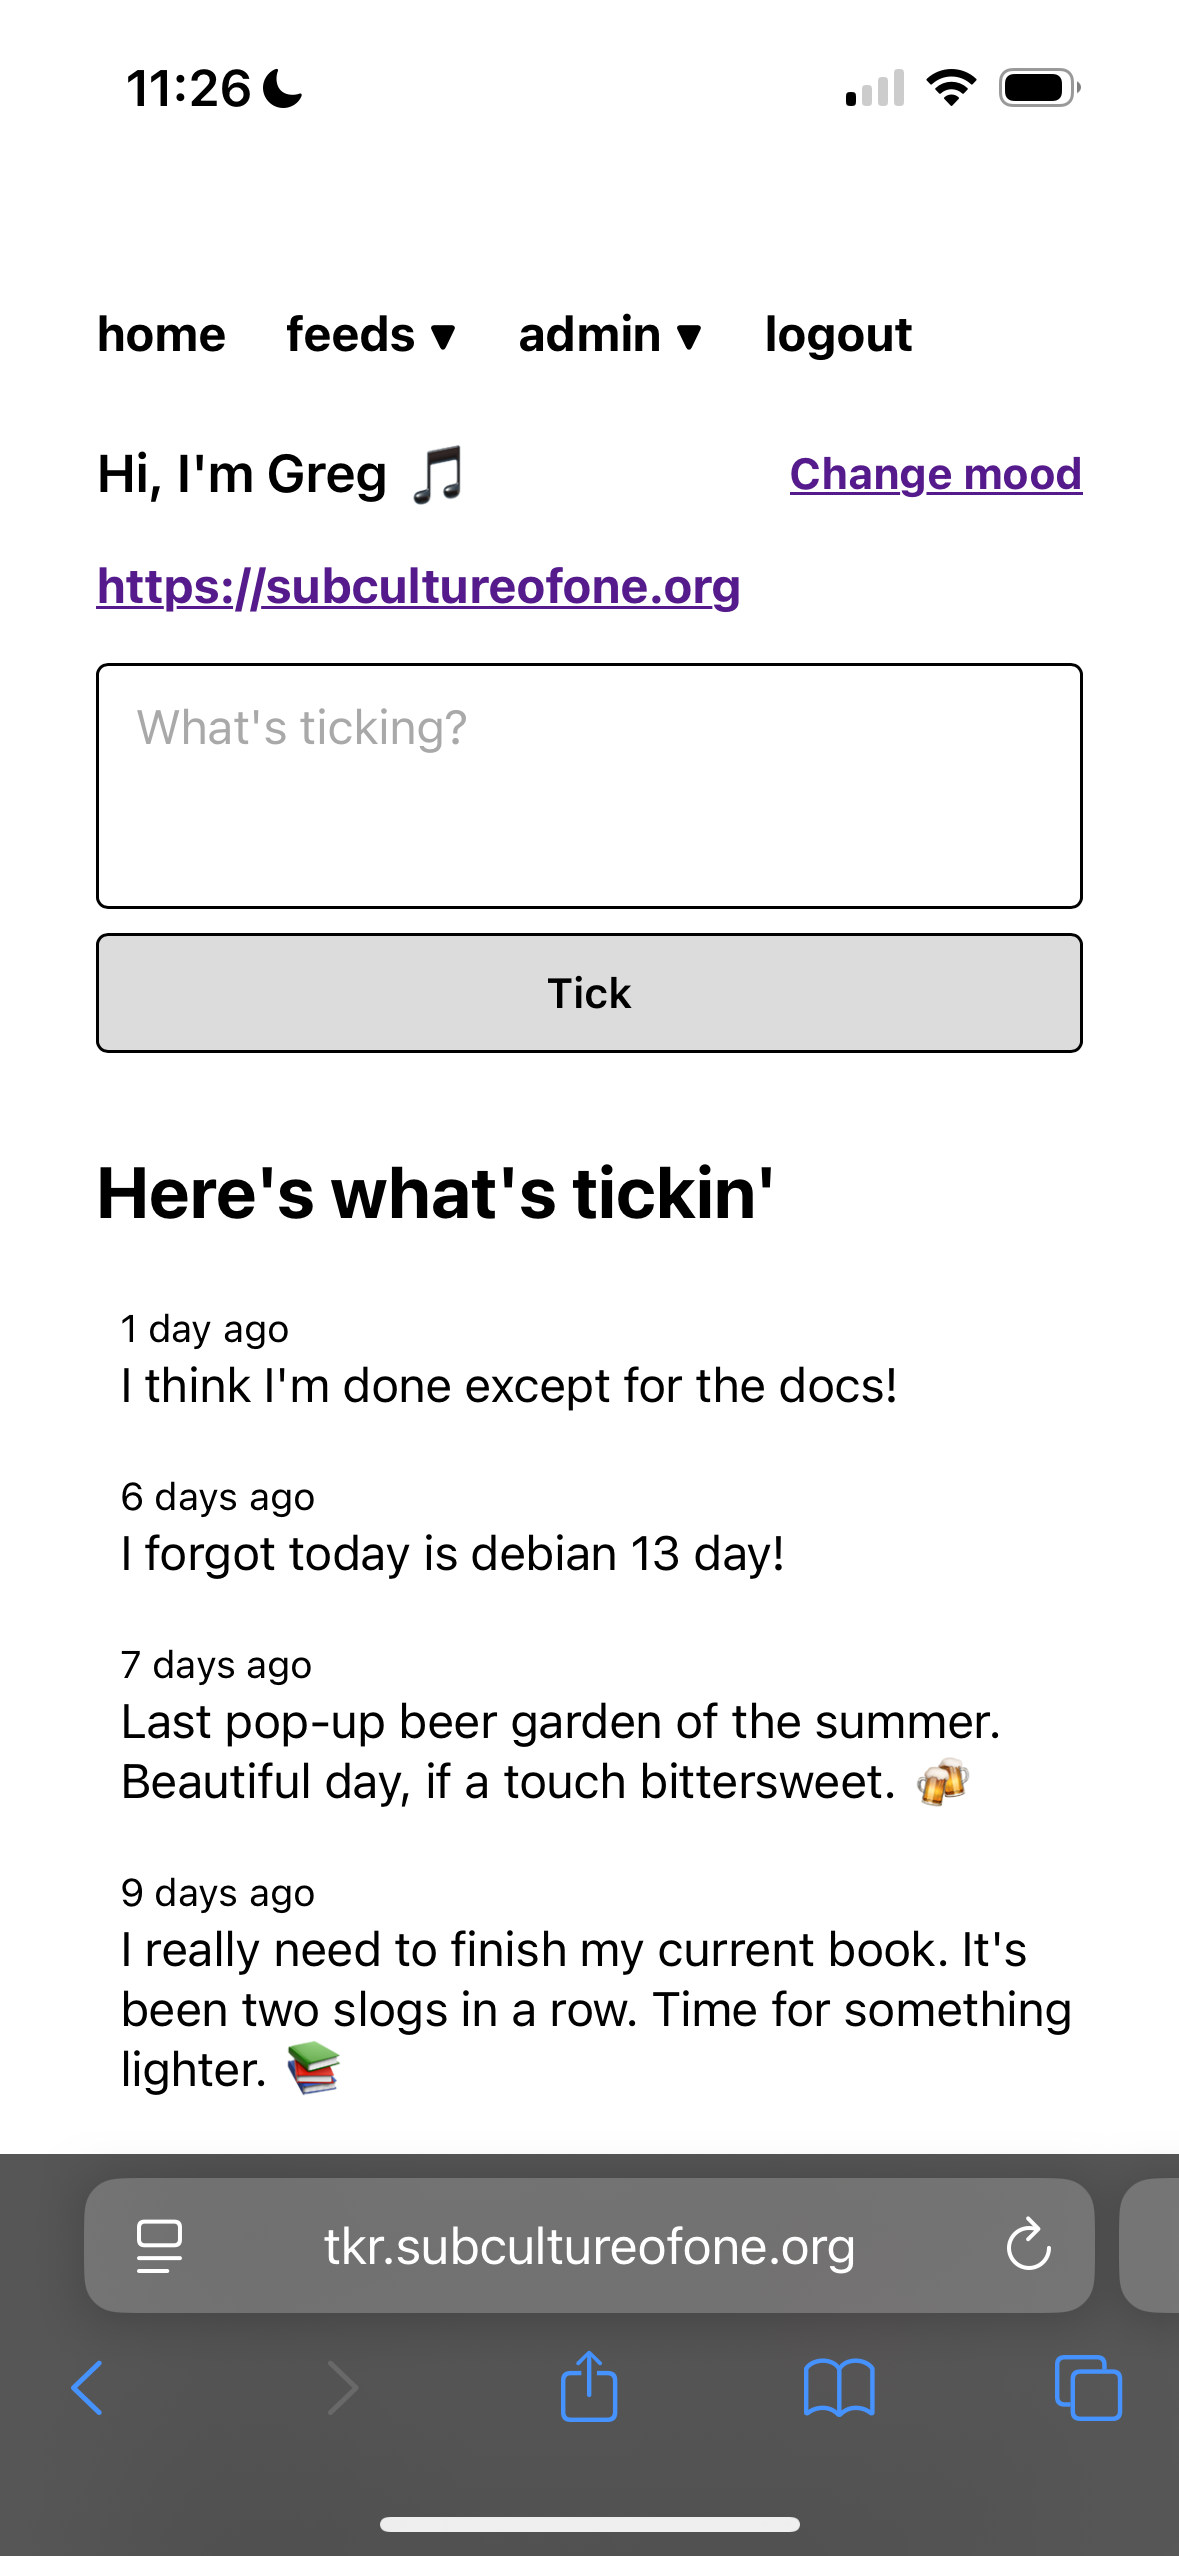 11:26
home feeds ▼ admin ▼ logout
Hi, I'm Greg 🎵 Change mood
https://subcultureofone.org
What's ticking?
Tick
Here's what's tickin'
1 day ago
I think I'm done except for the docs!
6 days ago
I forgot today is debian 13 day!
7 days ago
Last pop-up beer garden of the summer.
Beautiful day, if a touch bittersweet. 🍻
9 days ago
I really need to finish my current book. It's
been two slogs in a row. Time for something
lighter. 📚
tkr.subcultureofone.org